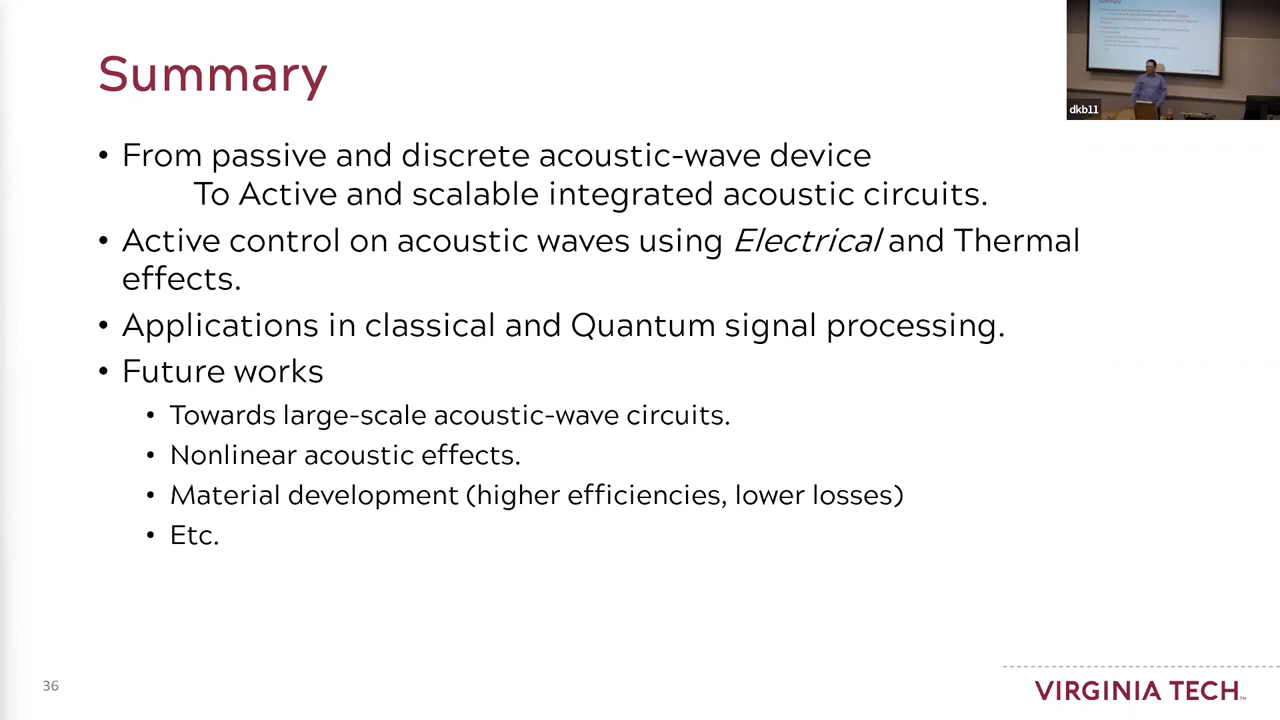 Summary
• From passive and discrete acoustic-wave device
To Active and scalable integrated acoustic circuits.
• Active control on acoustic waves using Electrical and Thermal
effects.
• Applications in classical and Quantum signal processing.
• Future works
• Towards large-scale acoustic-wave circuits.
• Nonlinear acoustic effects.
• Material development (higher efficiencies, lower losses)
• Etc.
36
VIRGINIA TECH™
dkb11